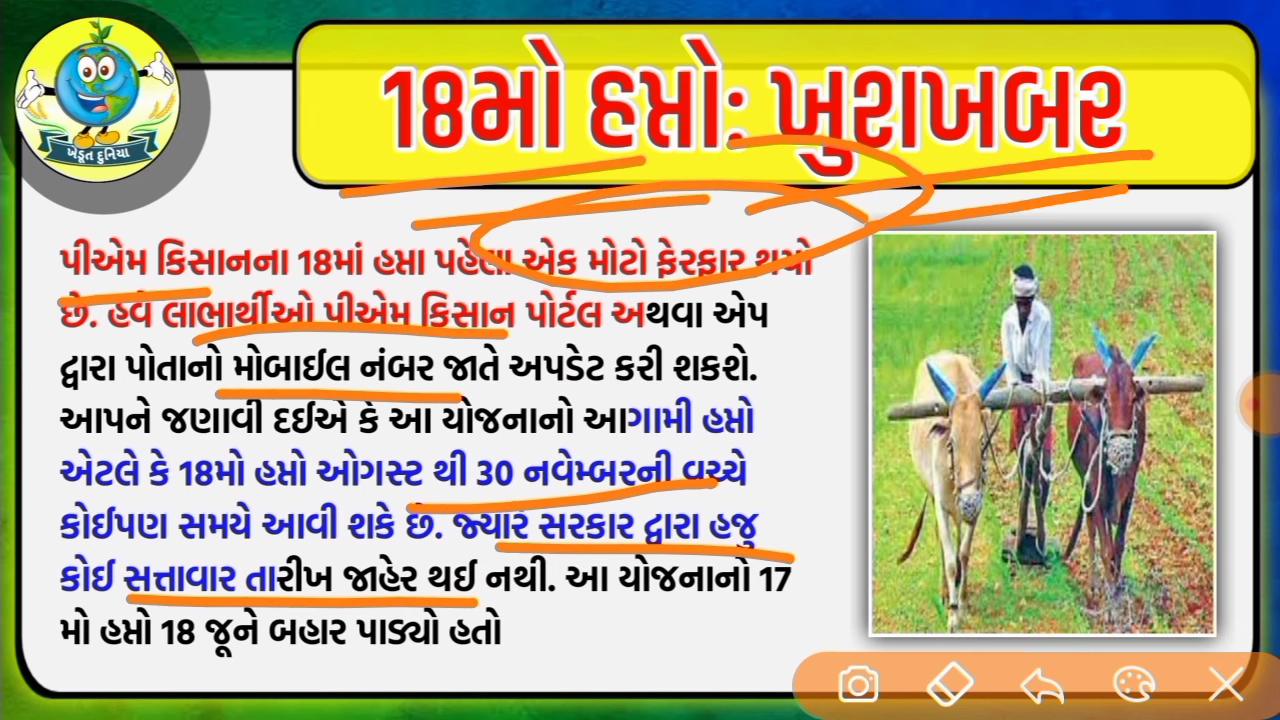 ખેડૂત દુનિયા
18મો હપ્તો: ખુશખબર
પીએમ કિસાનના 18માં હપ્તા પહેલા એક મોટો ફેરફાર થયો
છે. હવે લાભાર્થીઓ પીએમ કિસાન પોર્ટલ અથવા એપ
દ્વારા પોતાનો મોબાઈલ નંબર જાતે અપડેટ કરી શકશે.
આપને જણાવી દઈએ કે આ યોજનાનો આગામી હપ્તો
એટલે કે 18મો હપ્તો ઓગસ્ટ થી 30 નવેમ્બરની વચ્ચે
કોઈપણ સમયે આવી શકે છે. જ્યારે સરકાર દ્વારા હજુ
કોઈ સત્તાવાર તારીખ જાહેર થઈ નથી. આ યોજનાનો 17
મો હપ્તો 18 જૂને બહાર પાડ્યો હતો